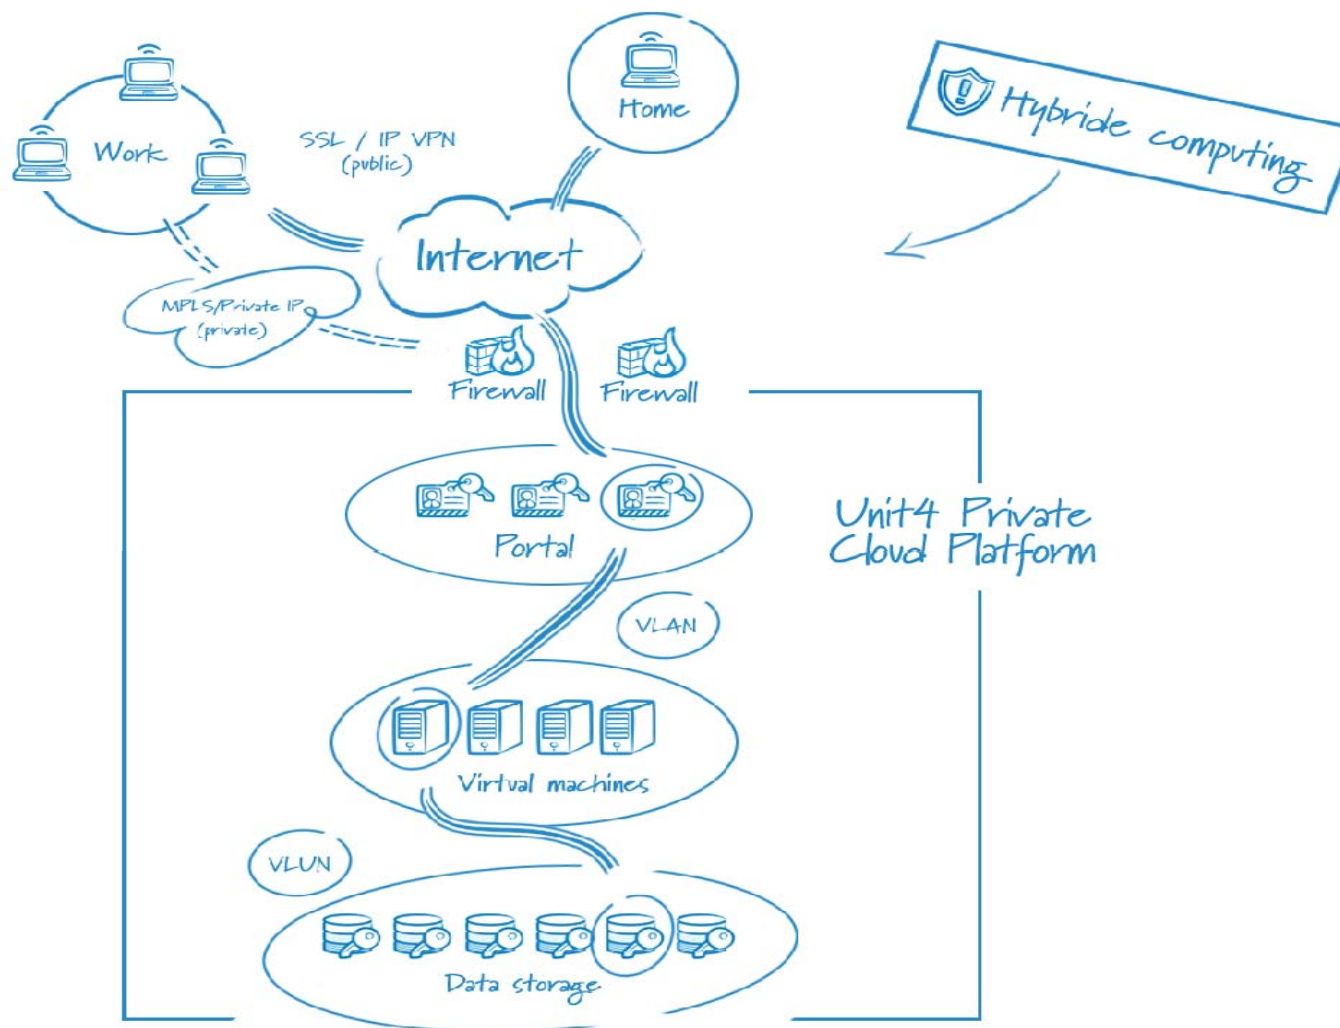 Work
SSL / IP VPN
(public)
Home
Hybride computing
Internet
MPLS/Private IP
(private)
Firewall
Firewall
Portal
Unit4 Private
Cloud Platform
VLAN
Virtual machines
VLUN
Data storage